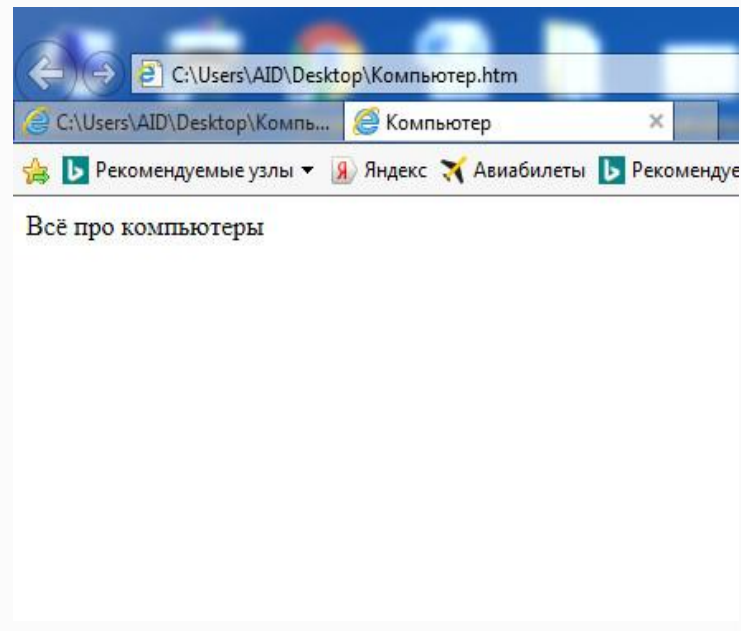 C:\Users\AID\Desktop\Компьютер.htm
C:\Users\AID\Desktop\Компь... Компьютер
Рекомендуемые узлы Яндекс Авиабилеты Рекомендуе
Всё про компьютеры